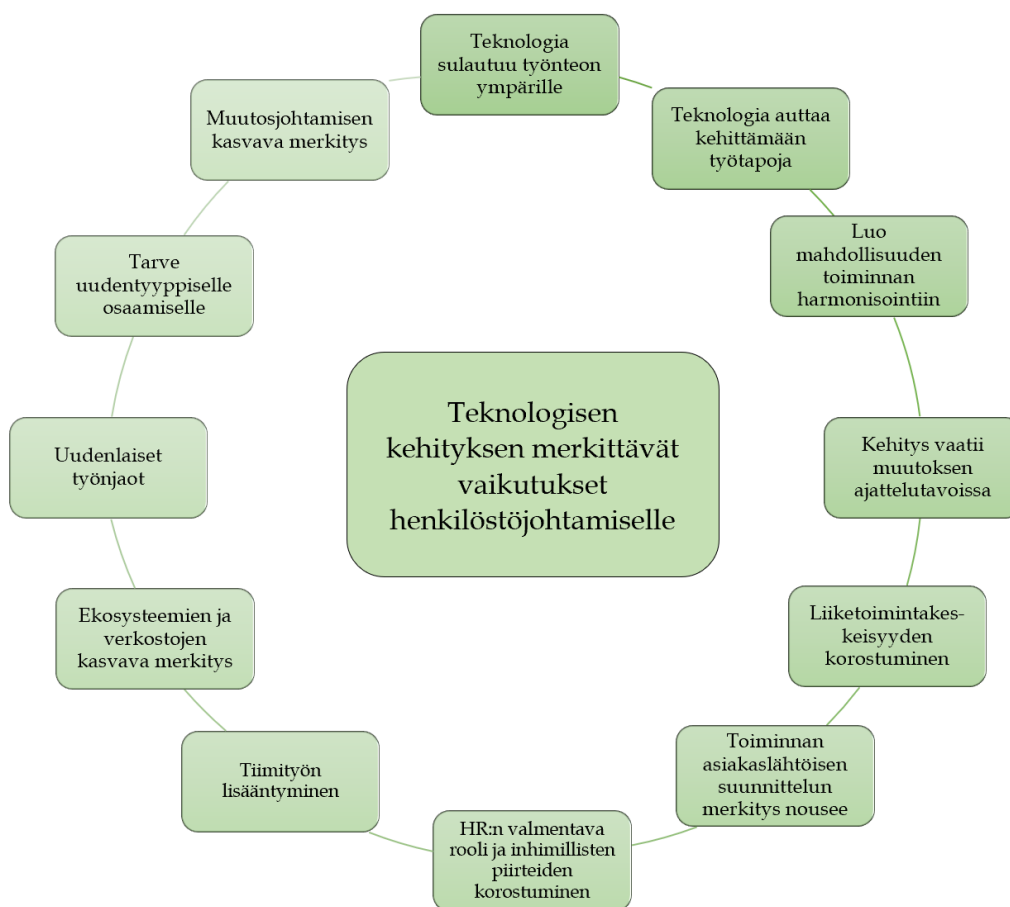 Teknologia
sulautuu työnteon
ympärille
Teknologia auttaa
kehittämään
työtapoja
Luo
mahdollisuuden
toiminnan
harmonisointiin
Kehitys vaatii
muutoksen
ajattelutavoissa
Liiketoimintakes-
keisyyden
korostuminen
Toiminnan
asiakaslähtöisen
suunnittelun
merkitys nousee
HR:n valmentava
rooli ja inhimillisten
piirteiden
korostuminen
Tiimityön
lisääntyminen
Ekosysteemien ja
verkostojen
kasvava merkitys
Uudenlaiset
työnjaot
Tarve
uudentyyppiselle
osaamiselle
Muutosjohtamisen
kasvava merkitys
Teknologisen
kehityksen merkittävät
vaikutukset
henkilöstöjohtamiselle